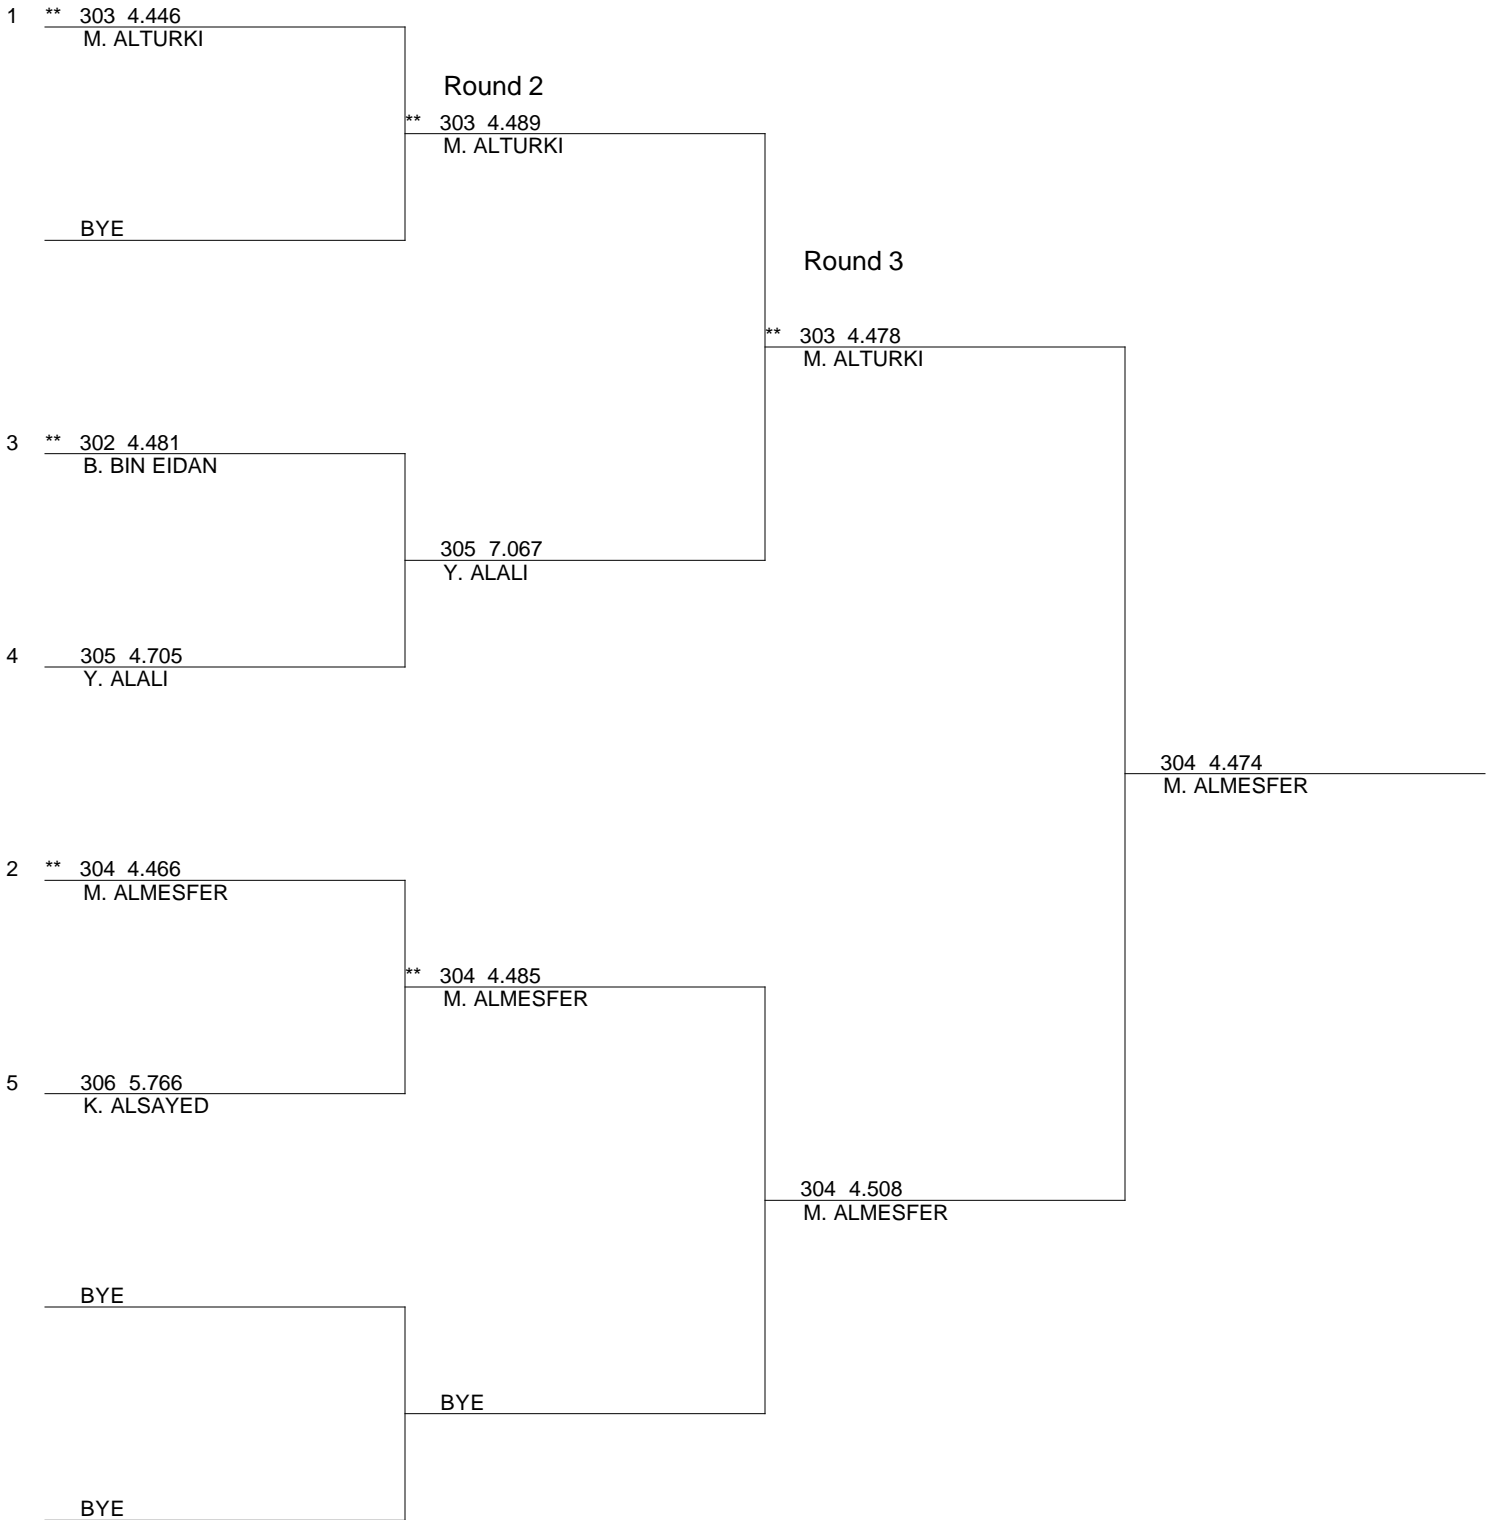 1 ** 303 4.446
M. ALTURKI
Round 2
** 303 4.489
M. ALTURKI
BYE
Round 3
** 303 4.478
M. ALTURKI
3 ** 302 4.481
B. BIN EIDAN
305 7.067
Y. ALALI
4 305 4.705
Y. ALALI
304 4.474
M. ALMESFER
2 ** 304 4.466
M. ALMESFER
** 304 4.485
M. ALMESFER
5 306 5.766
K. ALSAYED
304 4.508
M. ALMESFER
BYE
BYE
BYE